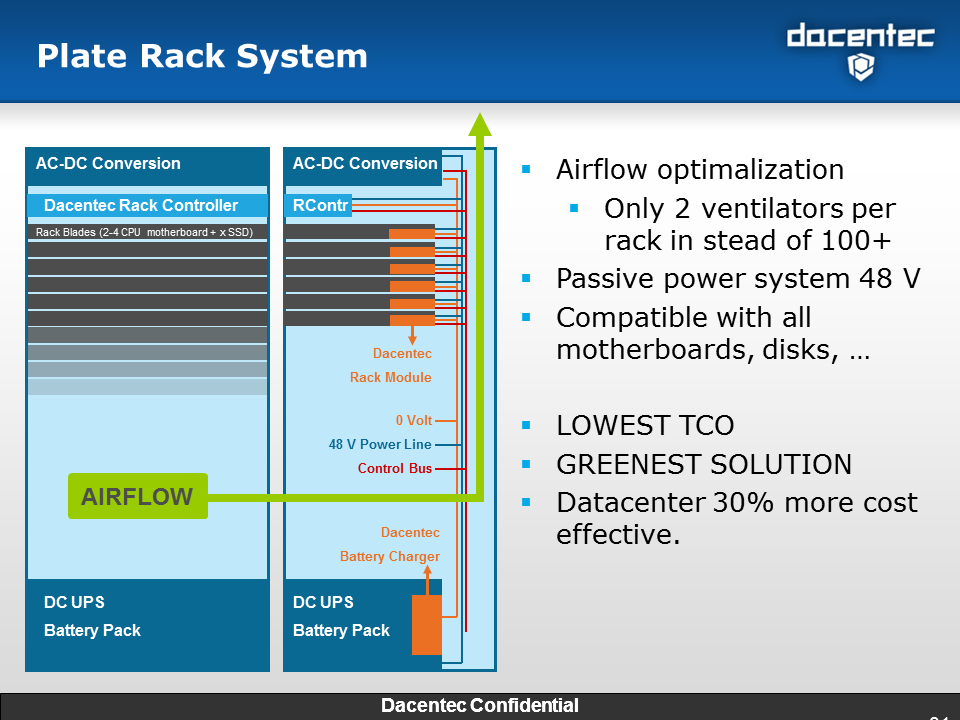 Plate Rack System
dacentec
AC-DC Conversion
Dacentec Rack Controller
Rack Blades (2-4 CPU motherboard + x SSD)
AIRFLOW
DC UPS
Battery Pack
AC-DC Conversion
RContr
Dacentec
Rack Module
0 Volt
48 V Power Line
Control Bus
Dacentec
Battery Charger
DC UPS
Battery Pack
▪ Airflow optimalization
▪ Only 2 ventilators per
rack in stead of 100+
▪ Passive power system 48 V
▪ Compatible with all
motherboards, disks, …
▪ LOWEST TCO
▪ GREENEST SOLUTION
▪ Datacenter 30% more cost
effective.
Dacentec Confidential